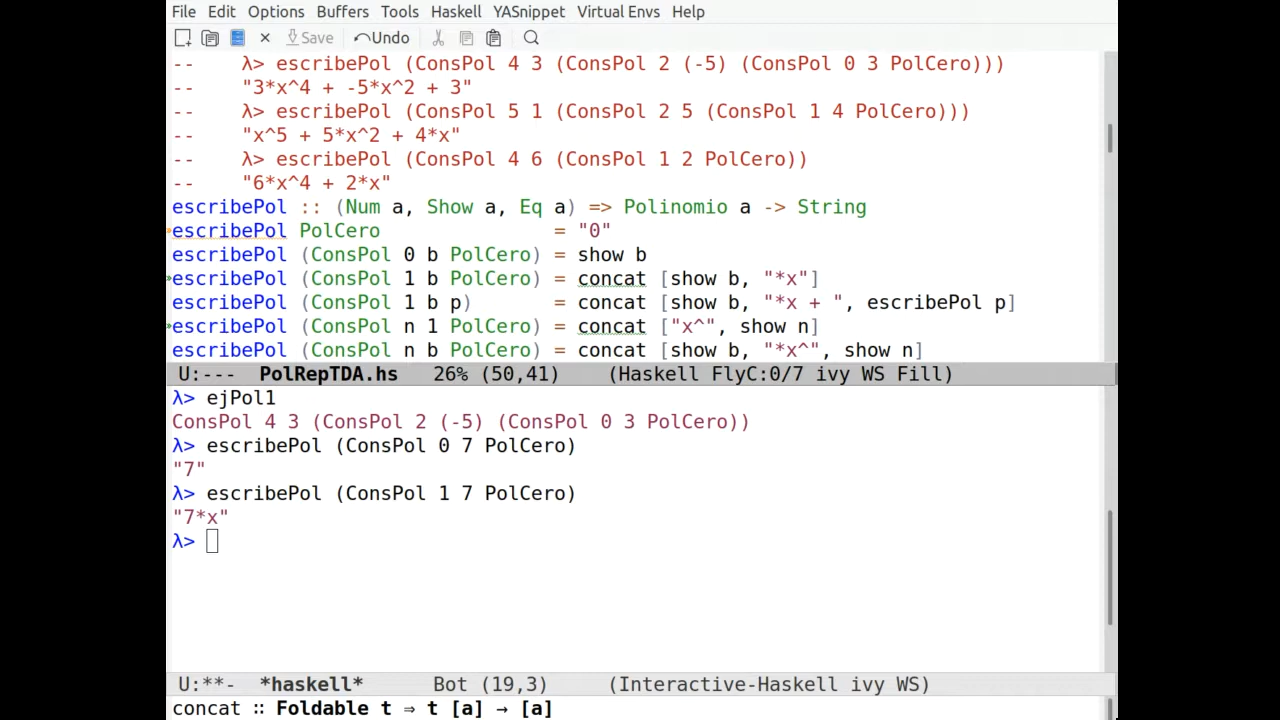 File Edit Options Buffers Tools Haskell YASnippet Virtual Envs Help
Save Undo
--    λ> escribePol (ConsPol 4 3 (ConsPol 2 (-5) (ConsPol 0 3 PolCero)))
--    "3*x^4 + -5*x^2 + 3"
--    λ> escribePol (ConsPol 5 1 (ConsPol 2 5 (ConsPol 1 4 PolCero)))
--    "x^5 + 5*x^2 + 4*x"
--    λ> escribePol (ConsPol 4 6 (ConsPol 1 2 PolCero))
--    "6*x^4 + 2*x"
escribePol :: (Num a, Show a, Eq a) => Polinomio a -> String
escribePol PolCero               = "0"
escribePol (ConsPol 0 b PolCero) = show b
escribePol (ConsPol 1 b PolCero) = concat [show b, "*x"]
escribePol (ConsPol 1 b p)       = concat [show b, "*x + ", escribePol p]
escribePol (ConsPol n 1 PolCero) = concat ["x^", show n]
escribePol (ConsPol n b PolCero) = concat [show b, "*x^", show n]
U:---  PolRepTDA.hs   26% (50,41)    (Haskell FlyC:0/7 ivy WS Fill)
λ> ejPol1
ConsPol 4 3 (ConsPol 2 (-5) (ConsPol 0 3 PolCero))
λ> escribePol (ConsPol 0 7 PolCero)
"7"
λ> escribePol (ConsPol 1 7 PolCero)
"7*x"
λ>
U:**-  *haskell*      Bot (19,3)     (Interactive-Haskell ivy WS)
concat ∷ Foldable t ⇒ t [a] → [a]